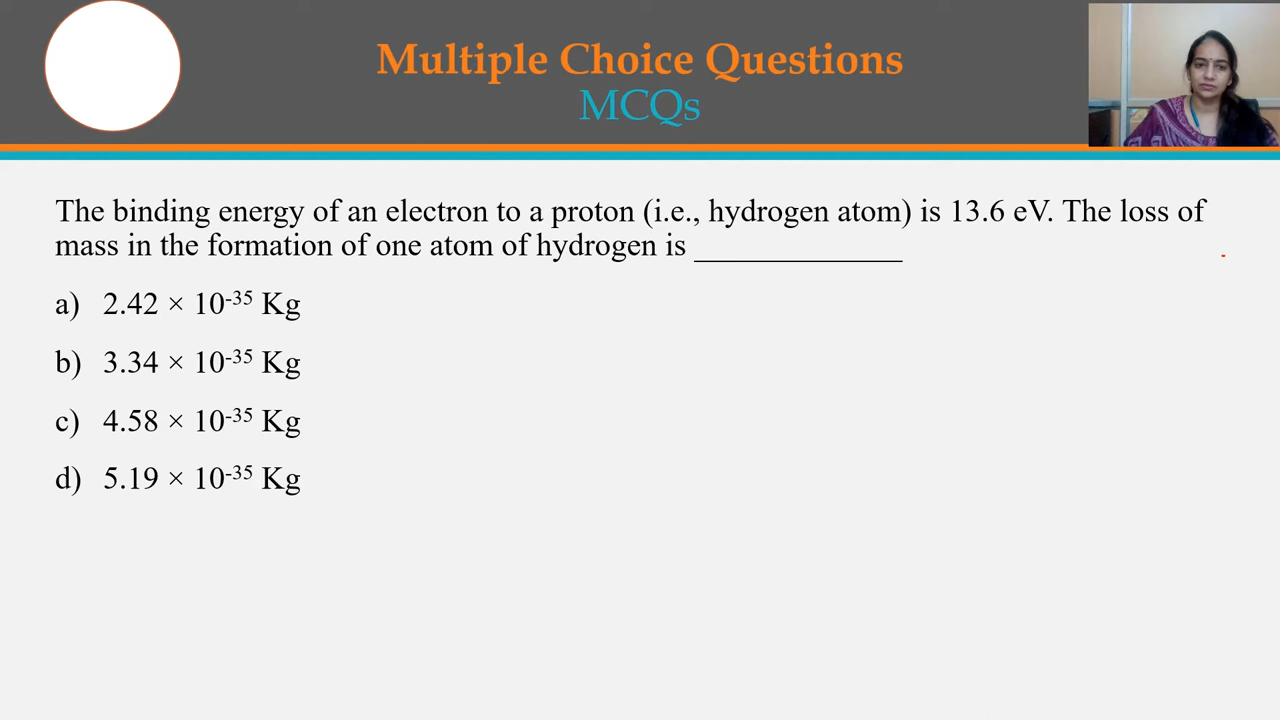 Multiple Choice Questions
MCQs
The binding energy of an electron to a proton (i.e., hydrogen atom) is 13.6 eV. The loss of
mass in the formation of one atom of hydrogen is _____________
a) 2.42 × 10⁻³⁵ Kg
b) 3.34 × 10⁻³⁵ Kg
c) 4.58 × 10⁻³⁵ Kg
d) 5.19 × 10⁻³⁵ Kg